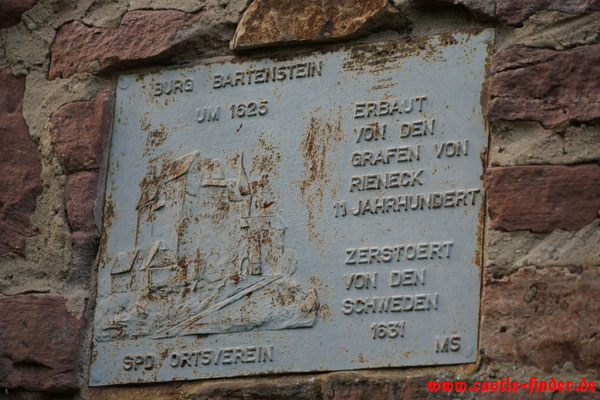 BURG BARTENSTEIN
UM 1625
ERBAUT
VON DEN
GRAFEN VON
RIENECK
11 JAHRHUNDERT
ZERSTOERT
VON DEN
SCHWEDEN
1631
SPD ORTSVEREIN
MS
www.castle-finder.de